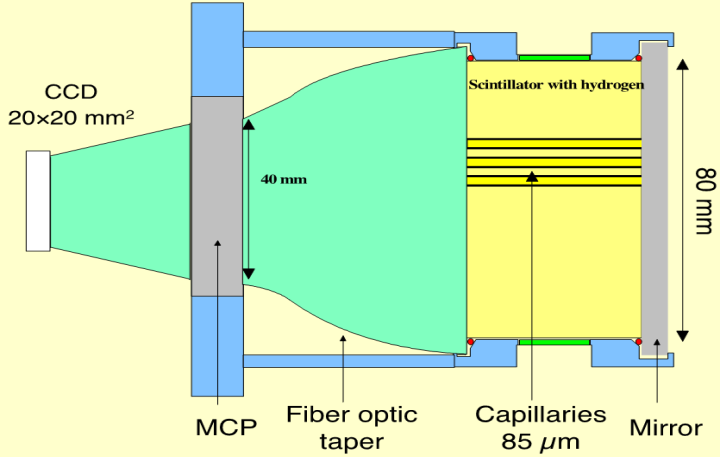 CCD
20×20 mm²
Scintillator with hydrogen
40 mm
80 mm
MCP
Fiber optic
taper
Capillaries
85 µm
Mirror